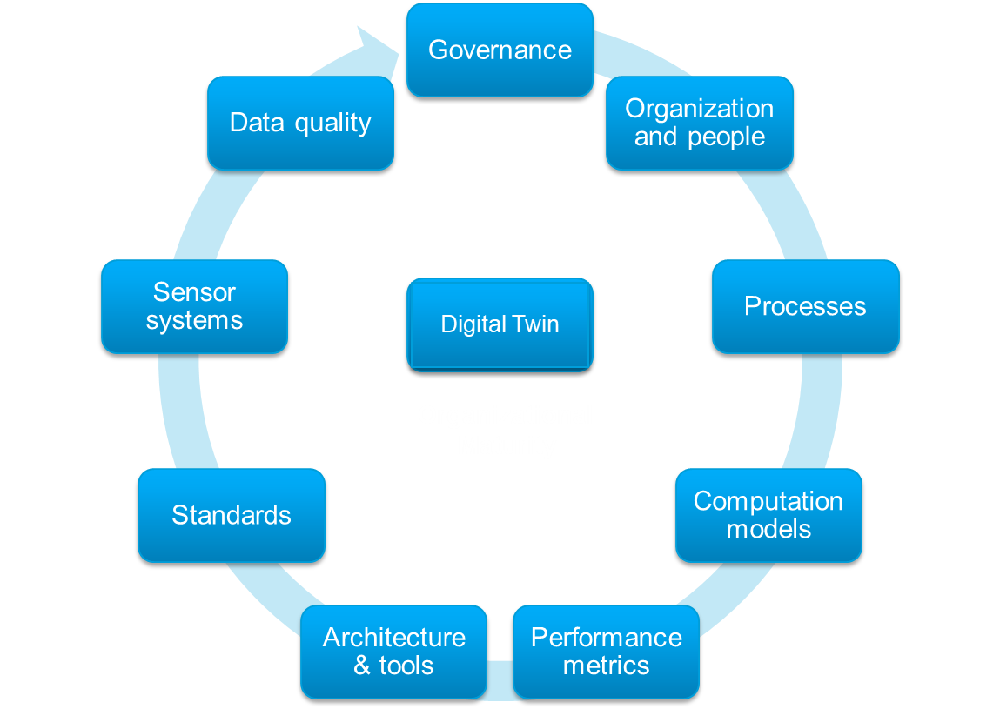 Governance
Organization
and people
Processes
Computation
models
Performance
metrics
Architecture
& tools
Standards
Sensor
systems
Data quality
Digital Twin